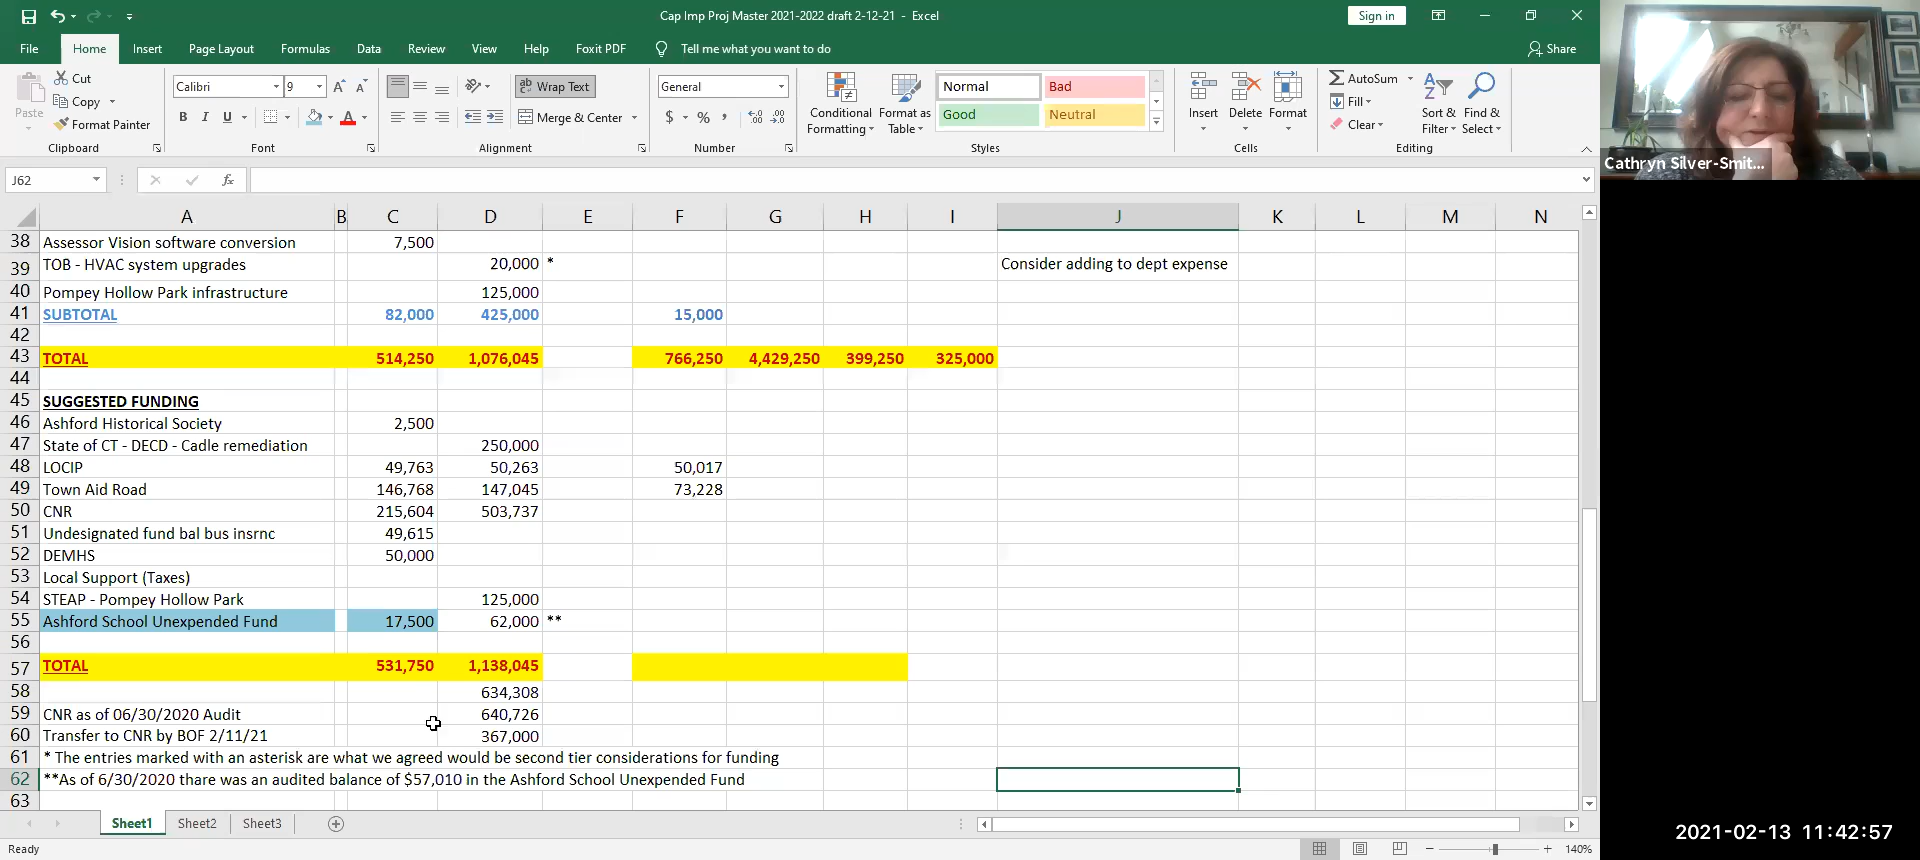 Cap Imp Proj Master 2021-2022 draft 2-12-21 - Excel
Sign in
File Home Insert Page Layout Formulas Data Review View Help Foxit PDF Tell me what you want to do Share
Paste
Cut
Copy
Format Painter
Clipboard
Calibri 9
B I U
Font
Wrap Text
Merge & Center
Alignment
General
$ % ,
Number
Conditional Formatting
Format as Table
Normal Bad
Good Neutral
Styles
Insert Delete Format
Cells
AutoSum
Fill
Clear
Sort & Filter
Find & Select
Editing
J62 fx
A B C D E F G H I J K L M N
38 Assessor Vision software conversion 7,500
39 TOB - HVAC system upgrades 20,000 * Consider adding to dept expense
40 Pompey Hollow Park infrastructure 125,000
41 SUBTOTAL 82,000 425,000 15,000
42
43 TOTAL 514,250 1,076,045 766,250 4,429,250 399,250 325,000
44
45 SUGGESTED FUNDING
46 Ashford Historical Society 2,500
47 State of CT - DECD - Cadle remediation 250,000
48 LOCIP 49,763 50,263 50,017
49 Town Aid Road 146,768 147,045 73,228
50 CNR 215,604 503,737
51 Undesignated fund bal bus insrnc 49,615
52 DEMHS 50,000
53 Local Support (Taxes)
54 STEAP - Pompey Hollow Park 125,000
55 Ashford School Unexpended Fund 17,500 62,000 **
56
57 TOTAL 531,750 1,138,045
58 634,308
59 CNR as of 06/30/2020 Audit 640,726
60 Transfer to CNR by BOF 2/11/21 367,000
61 * The entries marked with an asterisk are what we agreed would be second tier considerations for funding
62 **As of 6/30/2020 thare was an audited balance of $57,010 in the Ashford School Unexpended Fund
63
Sheet1 Sheet2 Sheet3
Ready
140%
Cathryn Silver-Smit...
2021-02-13 11:42:57